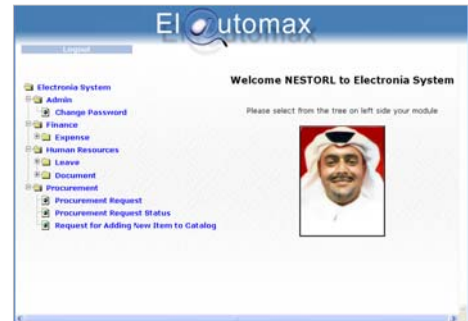 El utomax
Logout
Electronia System
Admin
Change Password
Finance
Expense
Human Resources
Leave
Document
Procurement
Procurement Request
Procurement Request Status
Request for Adding New Item to Catalog
Welcome NESTORL to Electronia System
Please select from the tree on left side your module